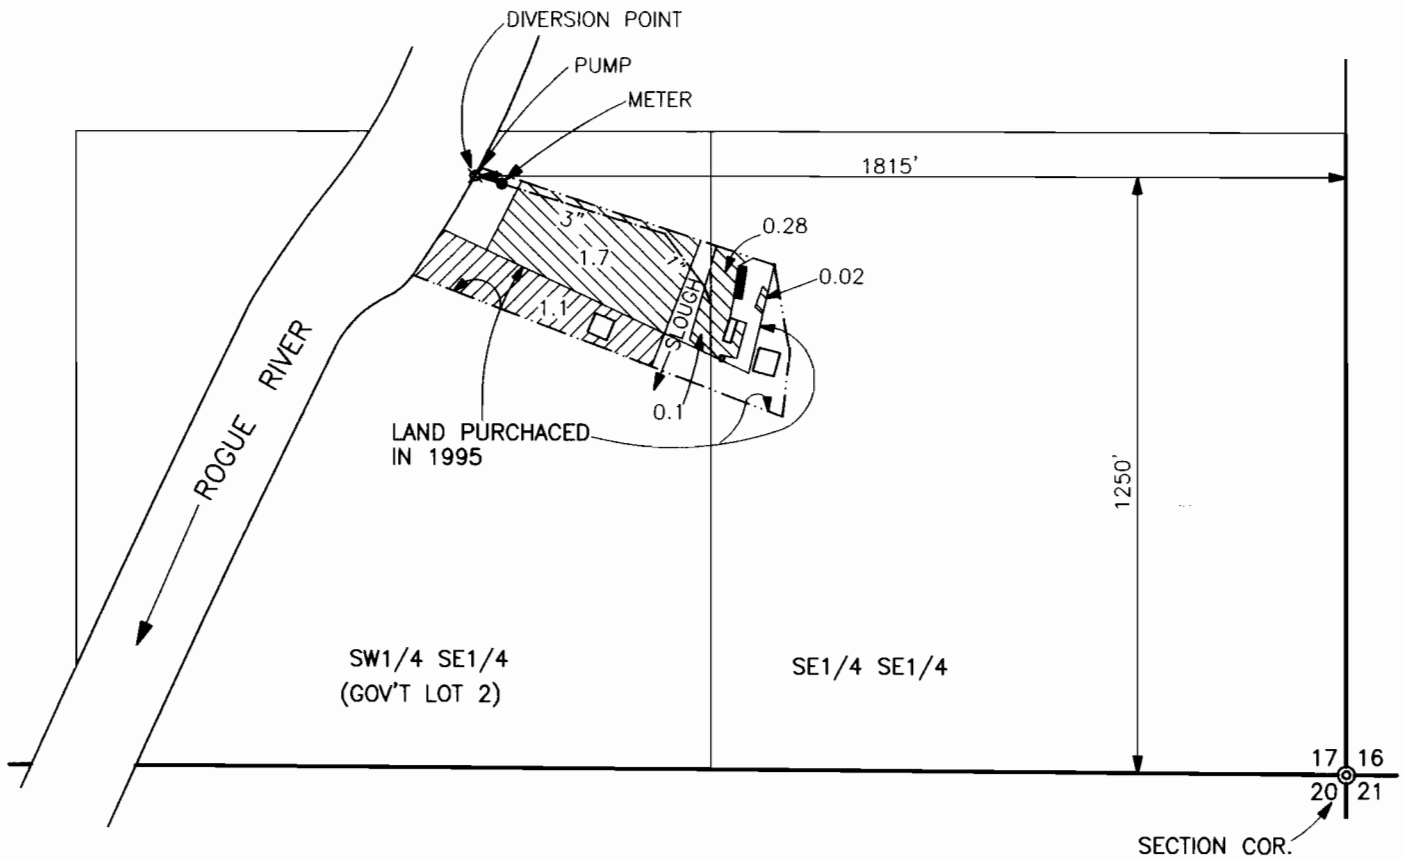 DIVERSION POINT
PUMP
METER
1815'
3"
0.28
1.7
1"
0.02
SLOUGH
1.1
0.1
LAND PURCHACED
IN 1995
ROGUE RIVER
1250'
SW1/4 SE1/4
(GOV'T LOT 2)
SE1/4 SE1/4
17 16
20 21
SECTION COR.